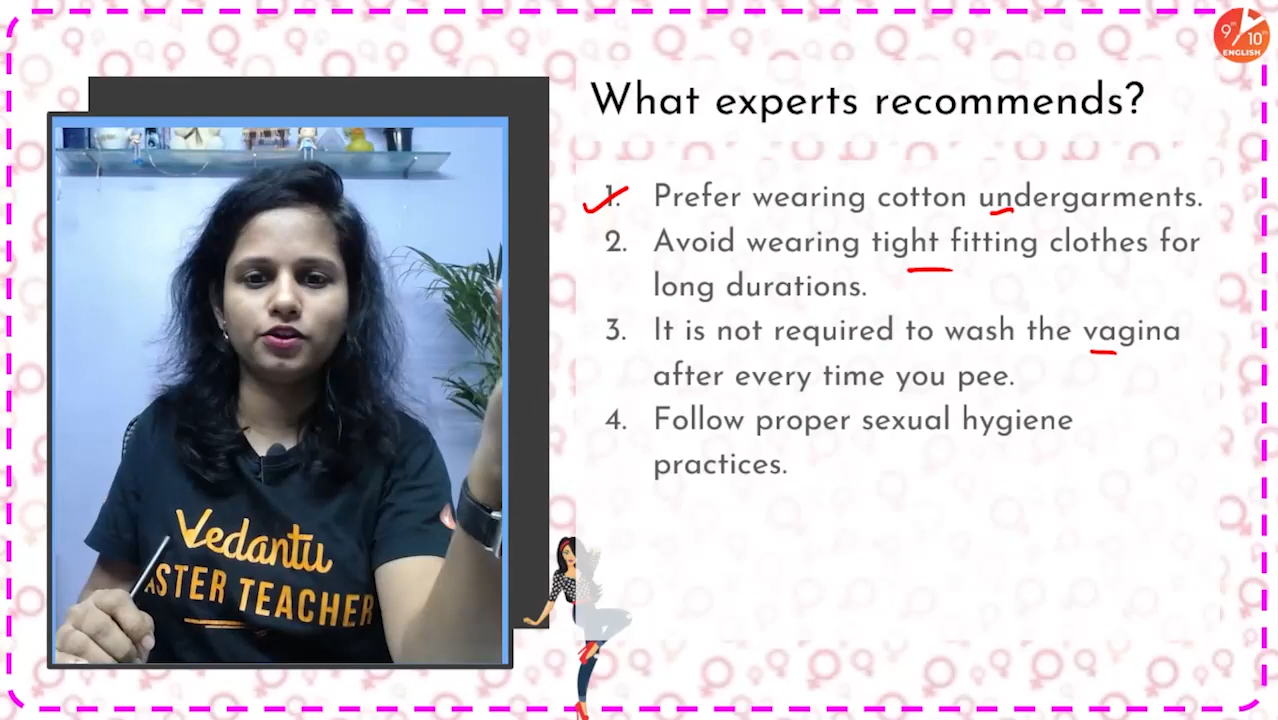 9th 10th
ENGLISH
What experts recommends?
1. Prefer wearing cotton undergarments.
2. Avoid wearing tight fitting clothes for
long durations.
3. It is not required to wash the vagina
after every time you pee.
4. Follow proper sexual hygiene
practices.
Vedantu
ASTER TEACHER